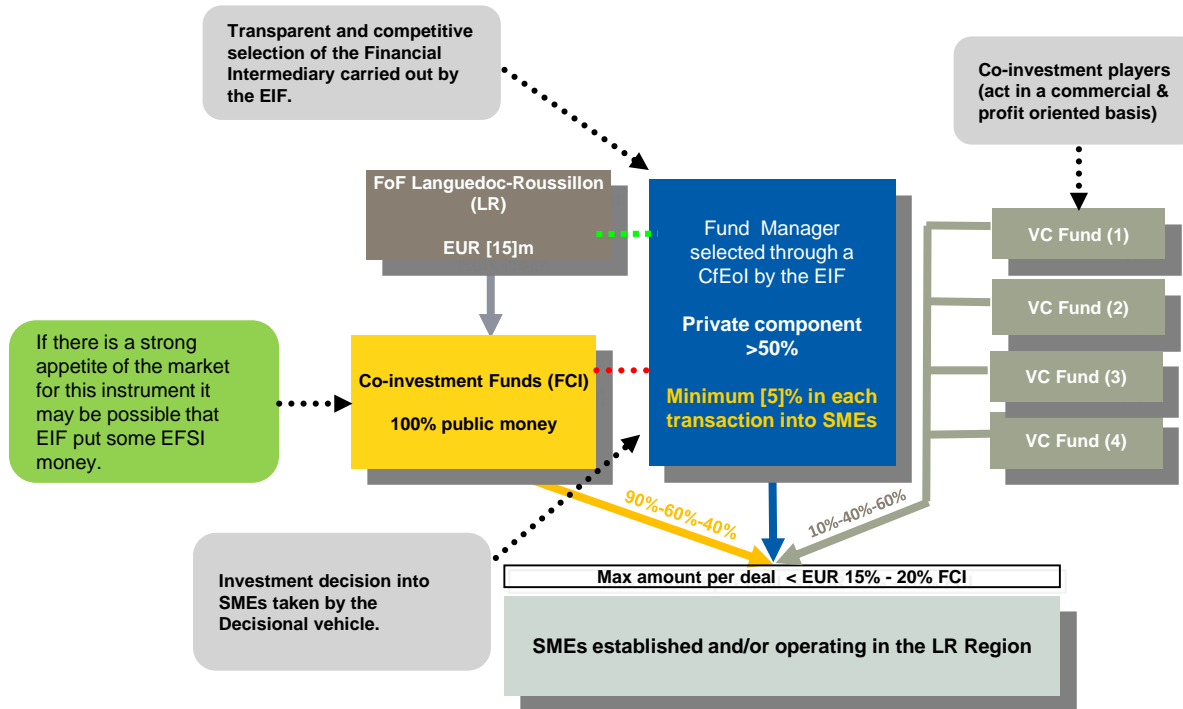 Transparent and competitive
selection of the Financial
Intermediary carried out by
the EIF.
Co-investment players
(act in a commercial &
profit oriented basis)
FoF Languedoc-Roussillon
(LR)
EUR [15]m
Fund Manager
selected through a
CfEoI by the EIF
Private component
>50%
Minimum [5]% in each
transaction into SMEs
VC Fund (1)
VC Fund (2)
VC Fund (3)
VC Fund (4)
If there is a strong
appetite of the market
for this instrument it
may be possible that
EIF put some EFSI
money.
Co-investment Funds (FCI)
100% public money
90%-60%-40%
10%-40%-60%
Investment decision into
SMEs taken by the
Decisional vehicle.
Max amount per deal < EUR 15% - 20% FCI
SMEs established and/or operating in the LR Region